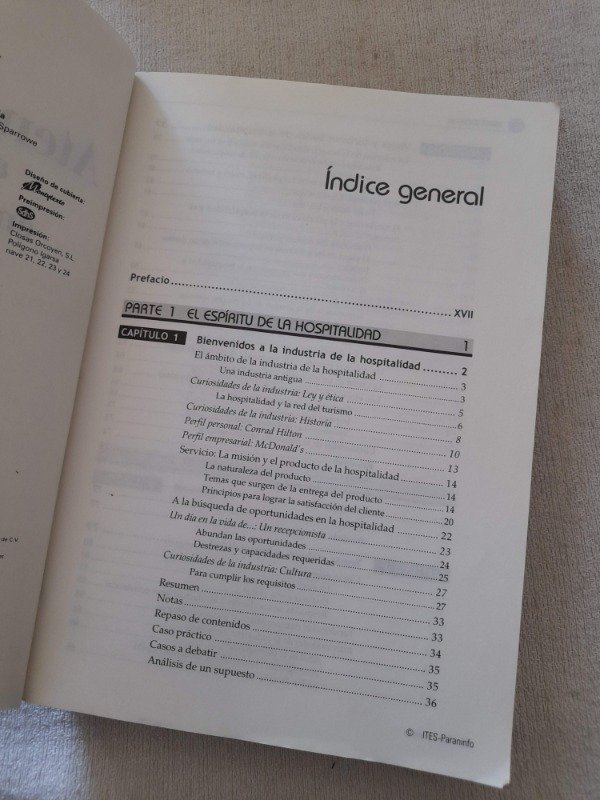 Sparrowe
Diseño de cubierta:
Preimpresión:
Impresión:
Closas Orcoyen, S.L.
Polígono Igarsa
nave 21, 22, 23 y 24
de C.V.
Índice general
Prefacio XVII
PARTE 1 EL ESPÍRITU DE LA HOSPITALIDAD 1
CAPÍTULO 1 Bienvenidos a la industria de la hospitalidad 2
El ámbito de la industria de la hospitalidad 3
Una industria antigua 3
Curiosidades de la industria: Ley y ética 5
La hospitalidad y la red del turismo 6
Curiosidades de la industria: Historia 8
Perfil personal: Conrad Hilton 10
Perfil empresarial: McDonald's 13
Servicio: La misión y el producto de la hospitalidad 14
La naturaleza del producto 14
Temas que surgen de la entrega del producto 14
Principios para lograr la satisfacción del cliente 20
A la búsqueda de oportunidades en la hospitalidad 22
Un día en la vida de...: Un recepcionista 23
Abundan las oportunidades 24
Destrezas y capacidades requeridas 25
Curiosidades de la industria: Cultura 27
Para cumplir los requisitos 27
Resumen 33
Notas 33
Repaso de contenidos 34
Caso práctico 35
Casos a debatir 35
Análisis de un supuesto 36
© ITES-Paraninfo